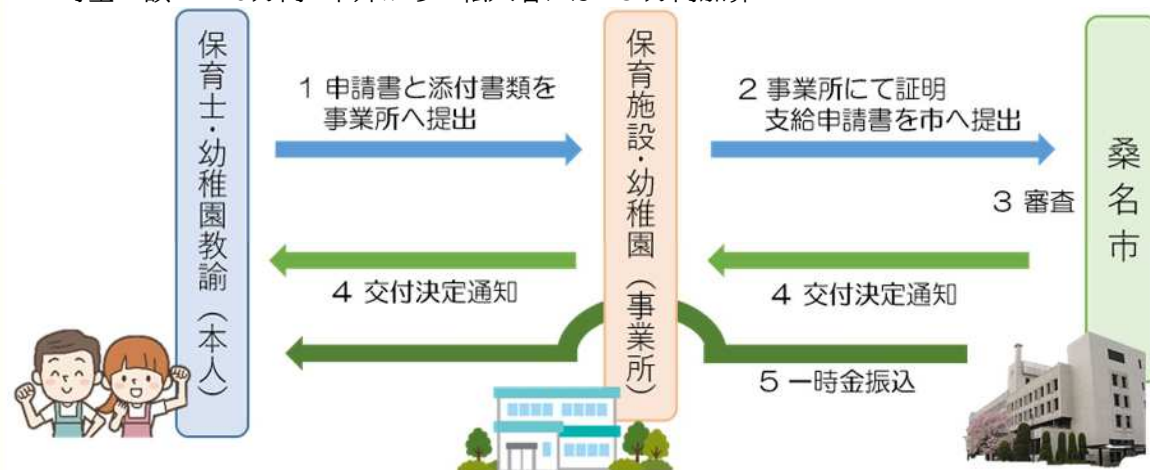 保育士・幼稚園教諭（本人）
1 申請書と添付書類を
事業所へ提出
保育施設・幼稚園（事業所）
2 事業所にて証明
支給申請書を市へ提出
桑名市
3 審査
4 交付決定通知
4 交付決定通知
5 一時金振込